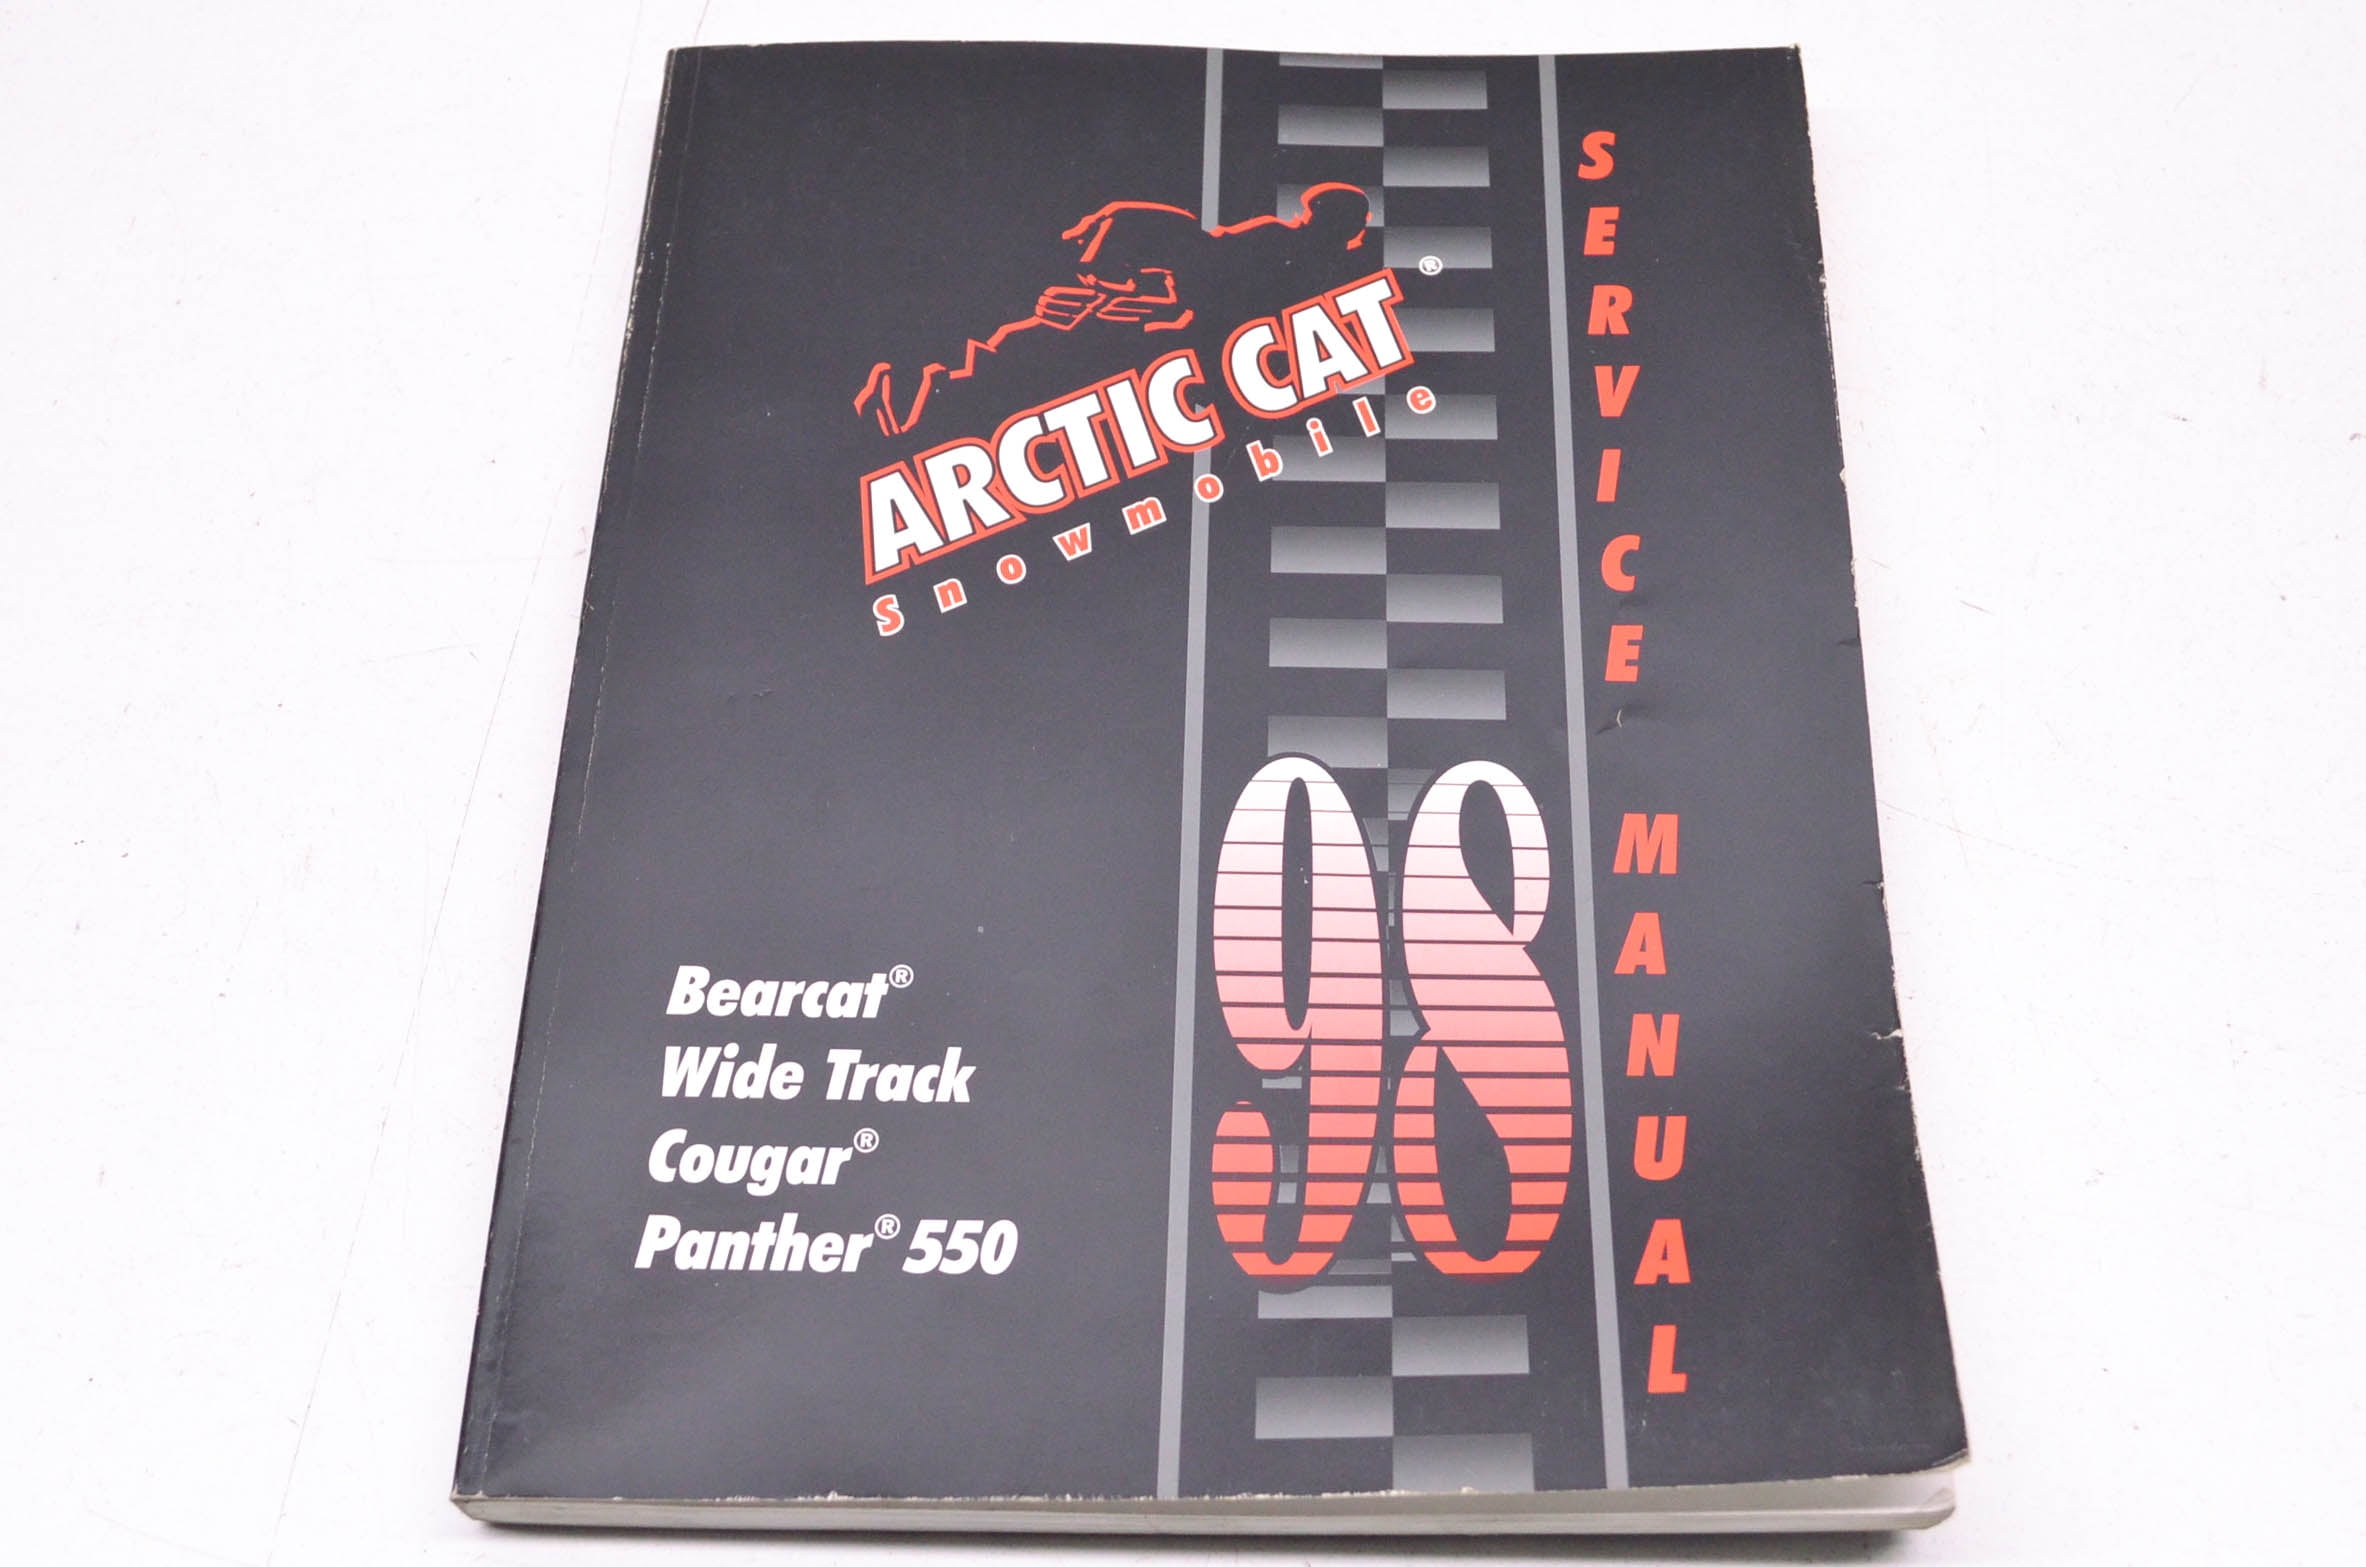 ARCTIC CAT®
Snowmobile
SERVICE MANUAL
98
Bearcat®
Wide Track
Cougar®
Panther® 550